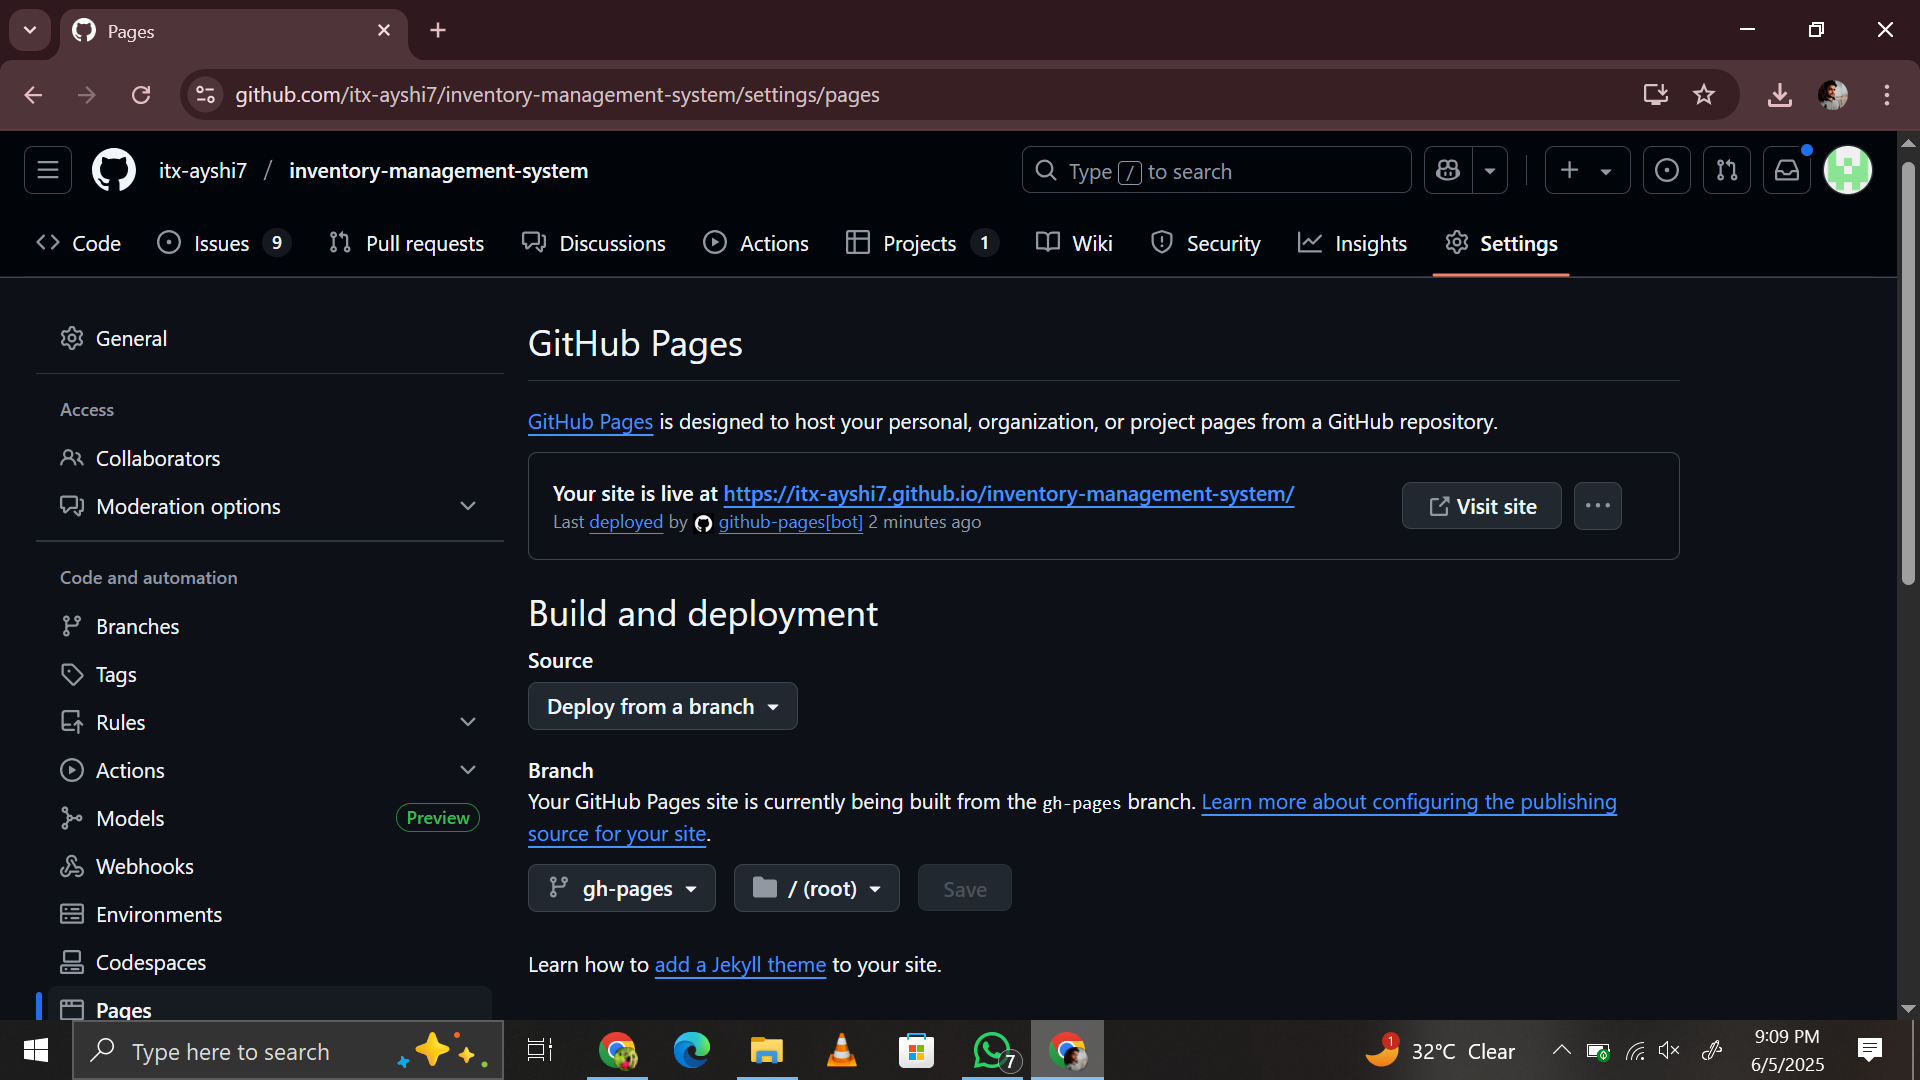 Pages
github.com/itx-ayshi7/inventory-management-system/settings/pages
itx-ayshi7 / inventory-management-system
Type / to search
Code
Issues 9
Pull requests
Discussions
Actions
Projects 1
Wiki
Security
Insights
Settings
General
Access
Collaborators
Moderation options
Code and automation
Branches
Tags
Rules
Actions
Models Preview
Webhooks
Environments
Codespaces
Pages
GitHub Pages
GitHub Pages is designed to host your personal, organization, or project pages from a GitHub repository.
Your site is live at https://itx-ayshi7.github.io/inventory-management-system/
Last deployed by github-pages[bot] 2 minutes ago
Visit site
Build and deployment
Source
Deploy from a branch
Branch
Your GitHub Pages site is currently being built from the gh-pages branch. Learn more about configuring the publishing
source for your site.
gh-pages
/ (root)
Save
Learn how to add a Jekyll theme to your site.
Type here to search
7
1
32°C Clear
9:09 PM
6/5/2025